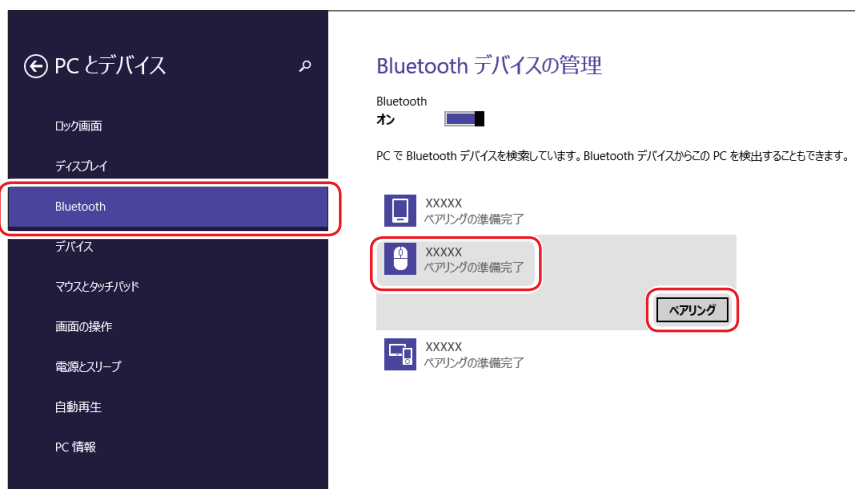 PC とデバイス
ロック画面
ディスプレイ
Bluetooth
デバイス
マウスとタッチパッド
画面の操作
電源とスリープ
自動再生
PC 情報
Bluetooth デバイスの管理
Bluetooth
オン
PC で Bluetooth デバイスを検索しています。Bluetooth デバイスからこの PC を検出することもできます。
XXXXX
ペアリングの準備完了
XXXXX
ペアリングの準備完了
ペアリング
XXXXX
ペアリングの準備完了